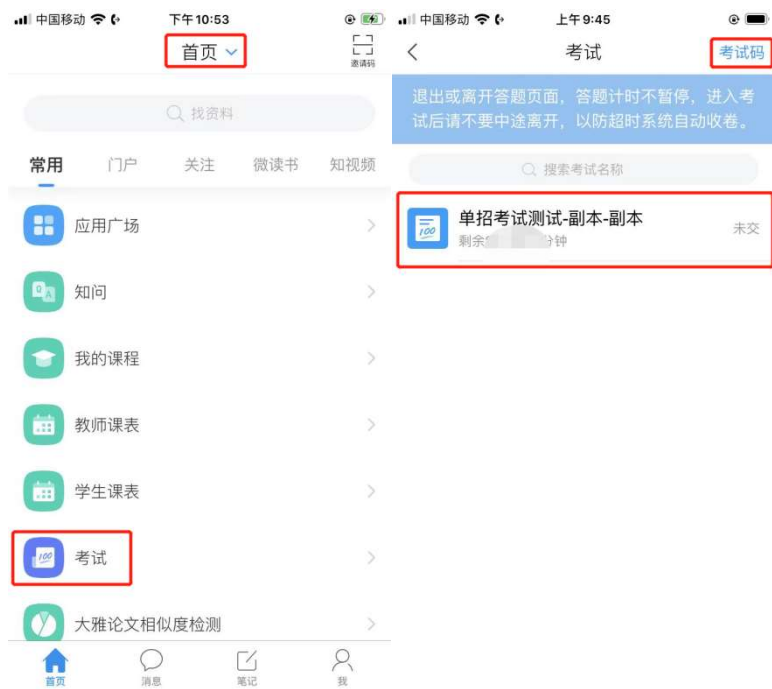 中国移动
下午10:53
首页
邀请码
找资料
常用
门户
关注
微读书
知视频
应用广场
知问
我的课程
教师课表
学生课表
100
考试
大雅论文相似度检测
首页
消息
笔记
我
中国移动
上午9:45
考试
考试码
退出或离开答题页面，答题计时不暂停，进入考
试后请不要中途离开，以防超时系统自动收卷。
搜索考试名称
100
单招考试测试-副本-副本
剩余
分钟
未交